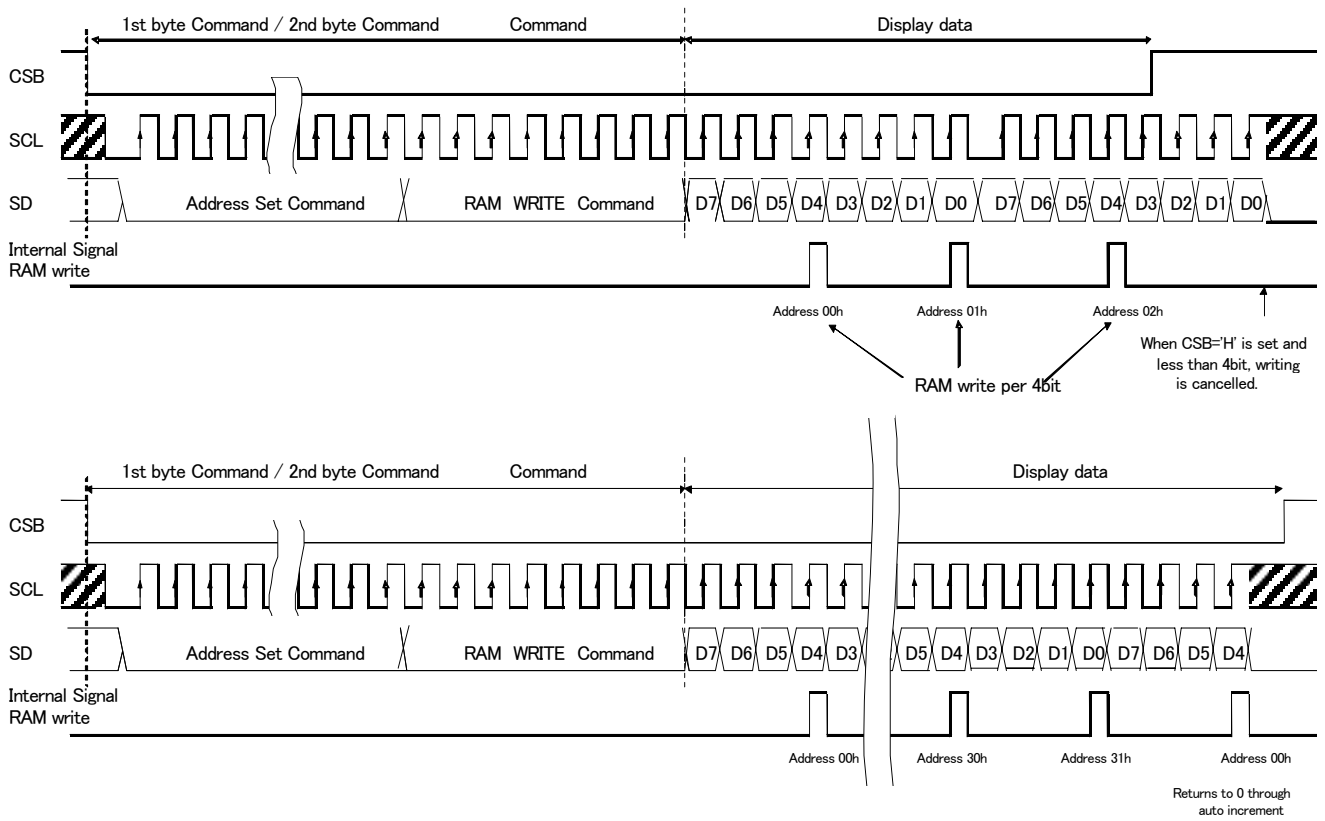 1st byte Command / 2nd byte Command Command Display data
CSB
SCL
SD Address Set Command RAM WRITE Command D7 D6 D5 D4 D3 D2 D1 D0 D7 D6 D5 D4 D3 D2 D1 D0
Internal Signal
RAM write
Address 00h Address 01h Address 02h
When CSB='H' is set and
less than 4bit, writing
is cancelled.
RAM write per 4bit
1st byte Command / 2nd byte Command Command Display data
CSB
SCL
SD Address Set Command RAM WRITE Command D7 D6 D5 D4 D3 D5 D4 D3 D2 D1 D0 D7 D6 D5 D4
Internal Signal
RAM write
Address 00h Address 30h Address 31h Address 00h
Returns to 0 through
auto increment